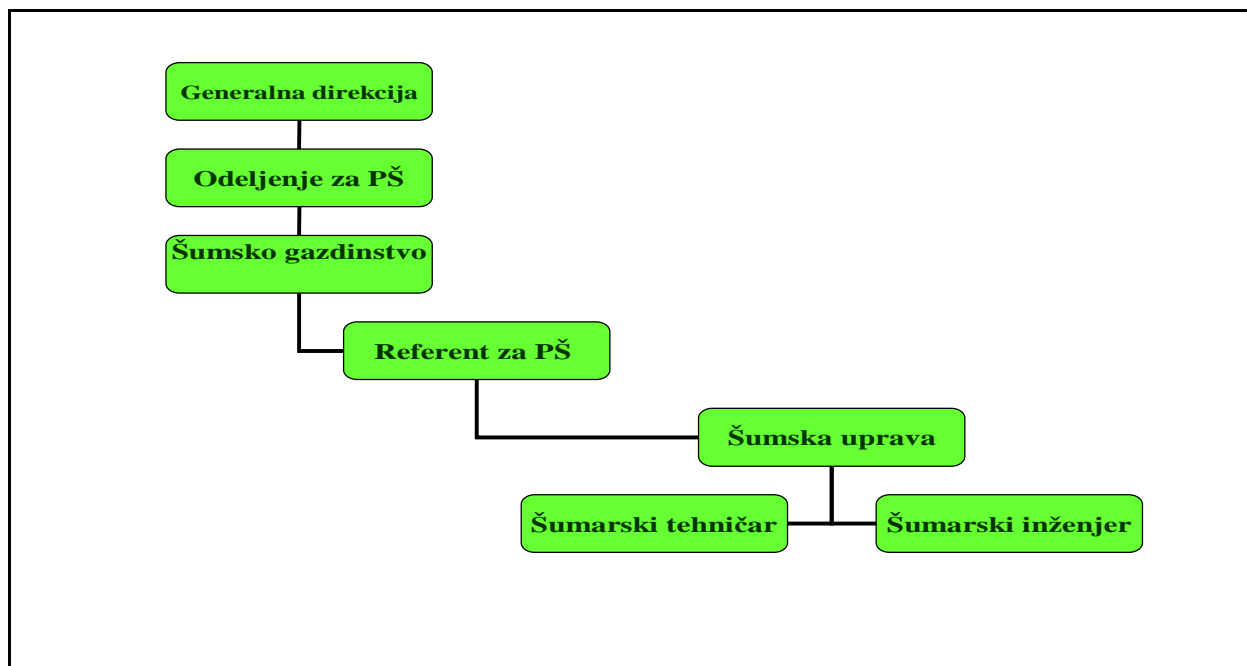 Generalna direkcija
Odeljenje za PŠ
Šumsko gazdinstvo
Referent za PŠ
Šumska uprava
Šumarski tehničar
Šumarski inženjer